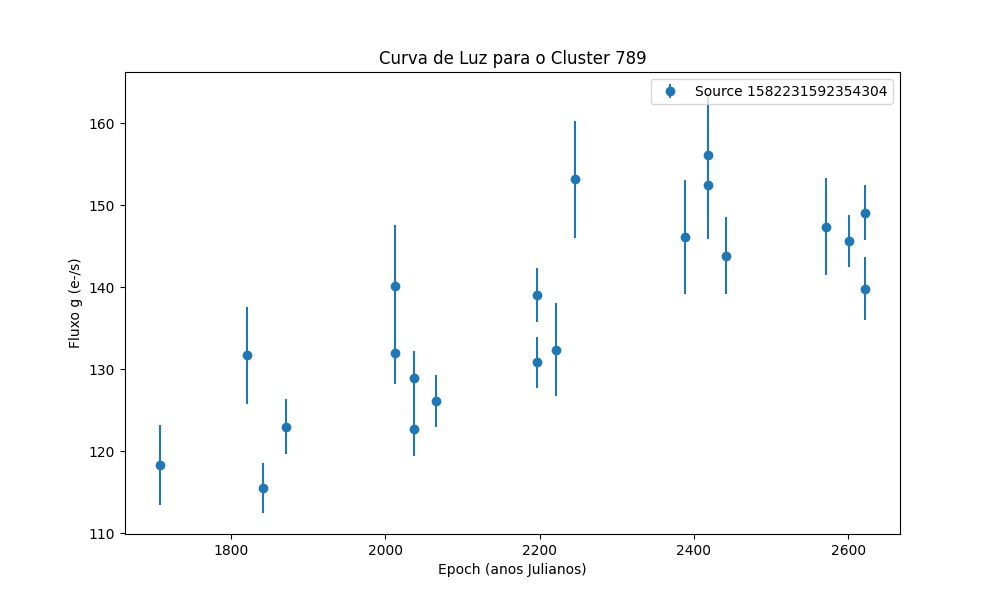 Curva de Luz para o Cluster 789
Source 1582231592354304
160
150
140
130
120
110
Fluxo g (e-/s)
1800 2000 2200 2400 2600
Epoch (anos Julianos)